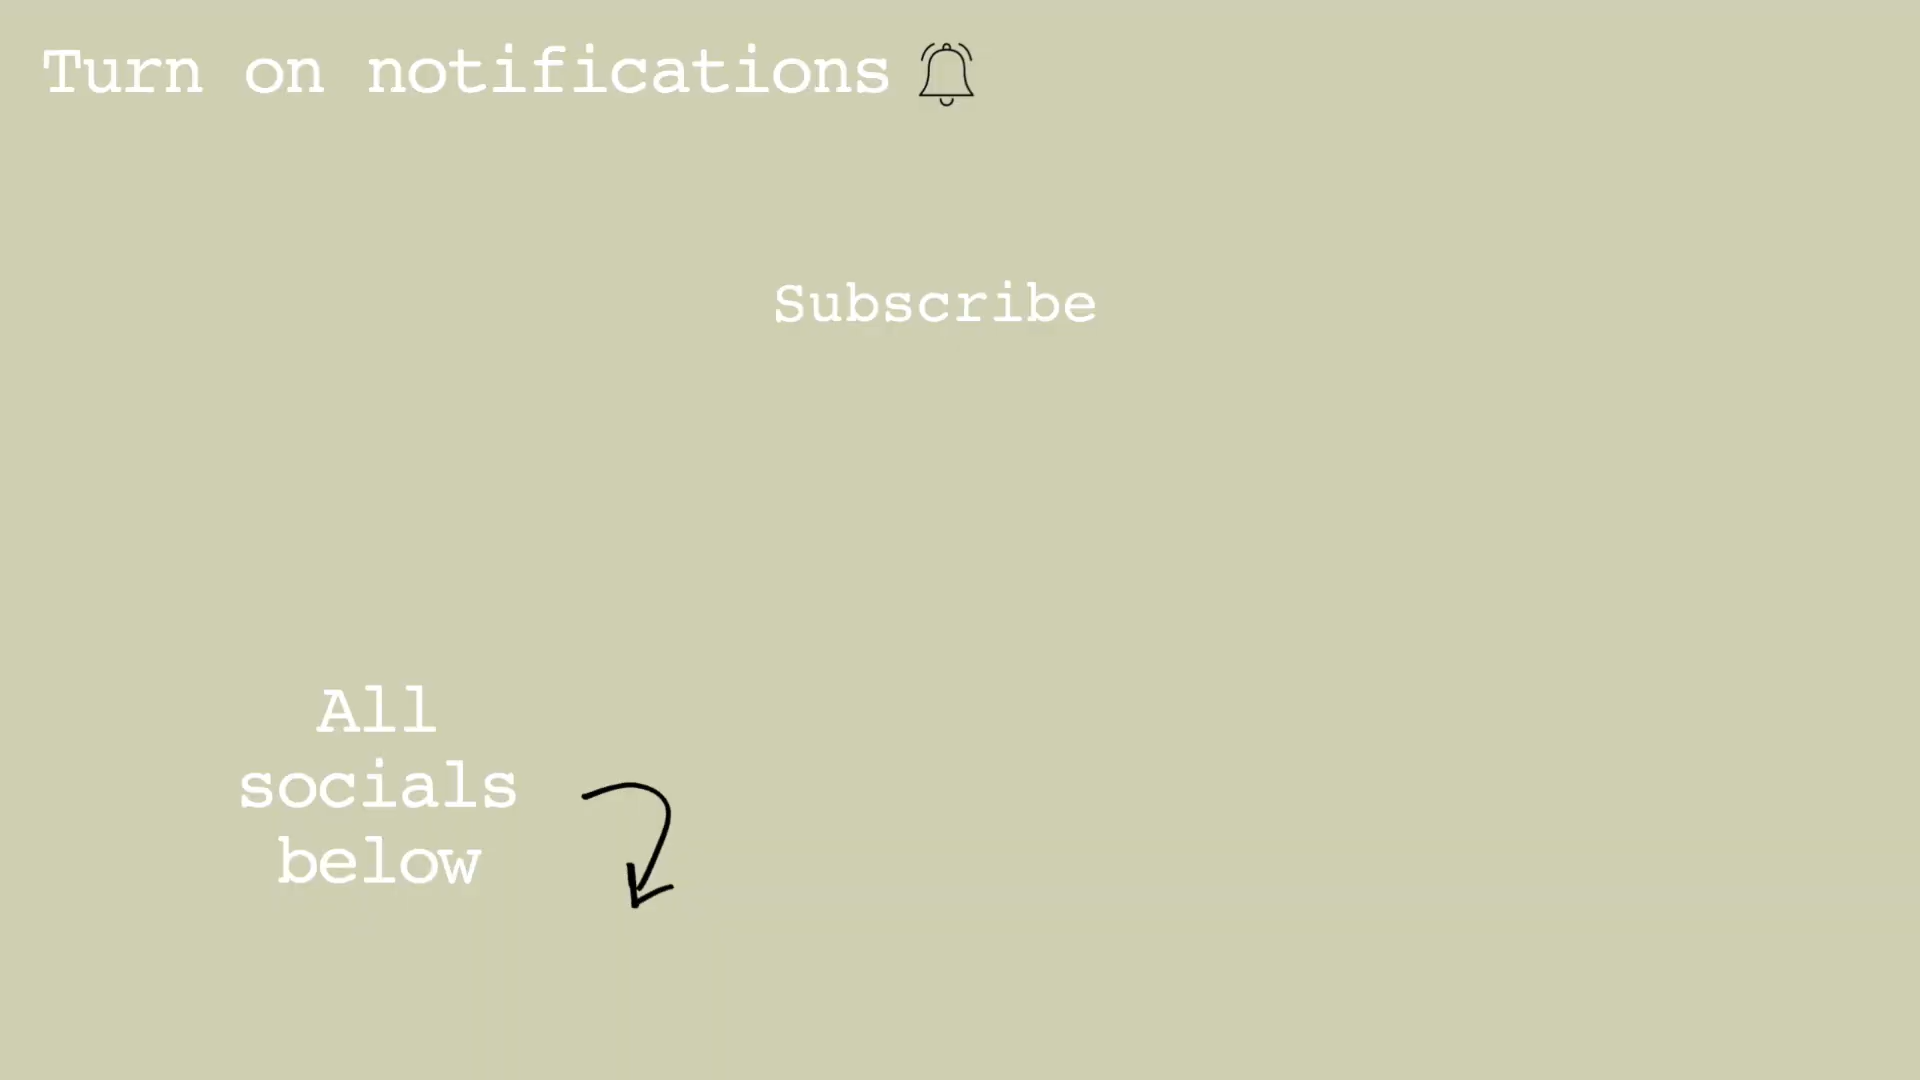 Turn on notifications
Subscribe
All
socials
below